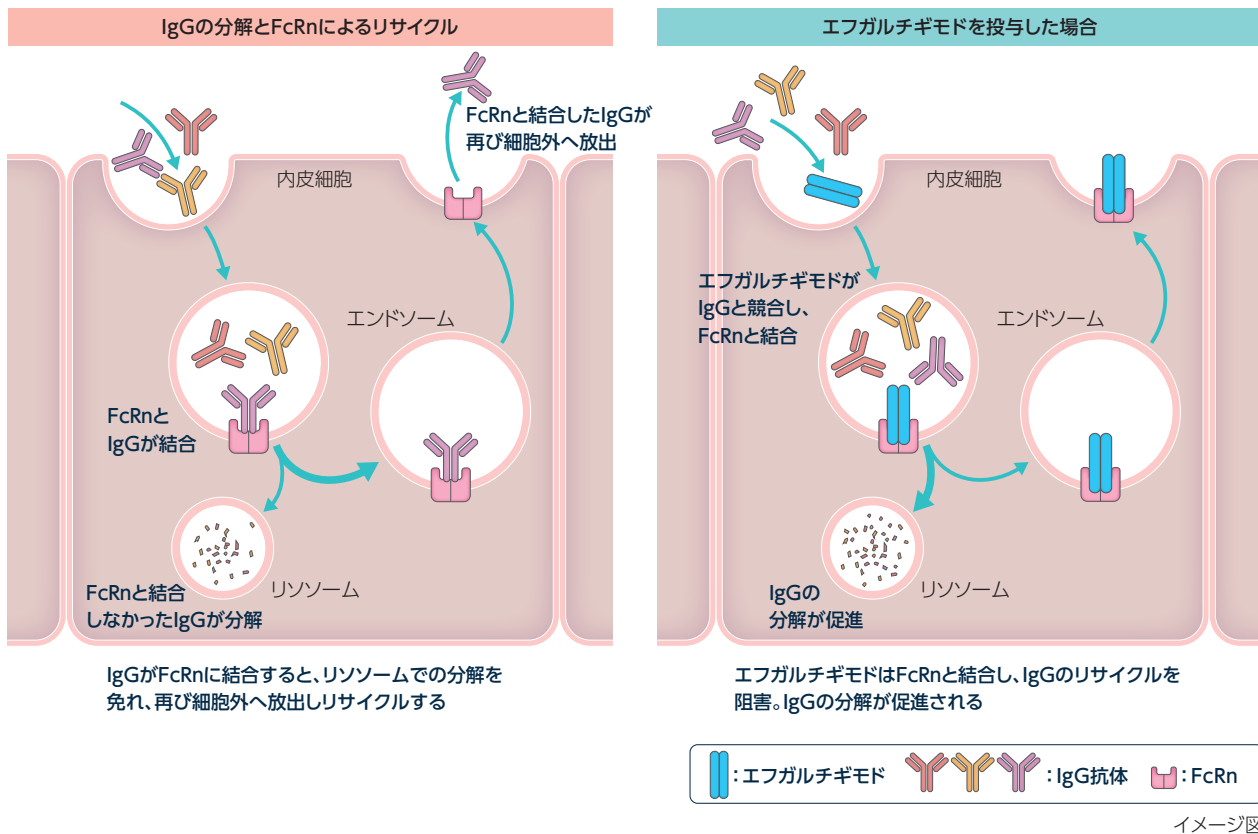 IgGの分解とFcRnによるリサイクル
FcRnと結合したIgGが
再び細胞外へ放出
内皮細胞
エンドソーム
FcRnと
IgGが結合
リソソーム
FcRnと結合
しなかったIgGが分解
IgGがFcRnに結合すると、リソソームでの分解を
免れ、再び細胞外へ放出しリサイクルする
エフガルチギモドを投与した場合
内皮細胞
エフガルチギモドが
IgGと競合し、
FcRnと結合
エンドソーム
IgGの
分解が促進
リソソーム
エフガルチギモドはFcRnと結合し、IgGのリサイクルを
阻害。IgGの分解が促進される
:エフガルチギモド :IgG抗体 :FcRn
イメージ図